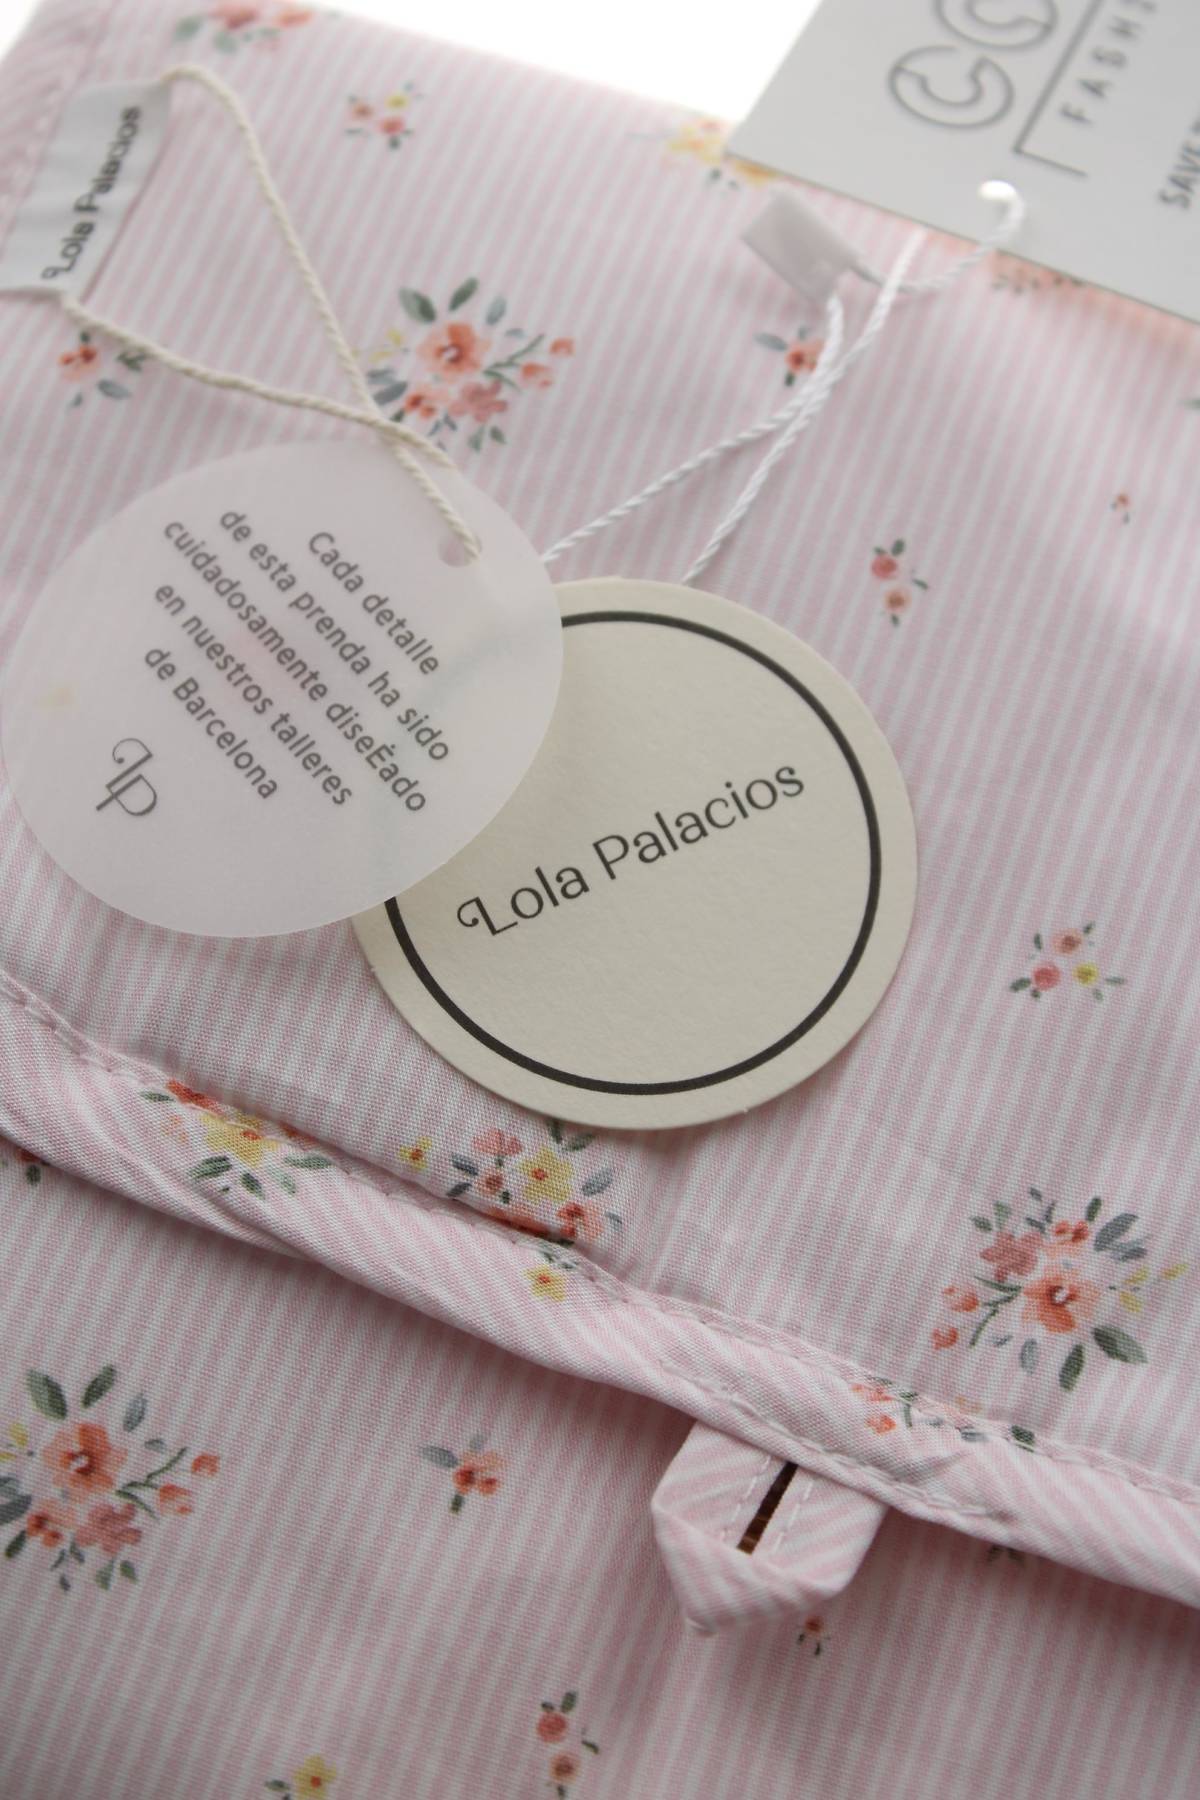 Lola Palacios
FASHI
SAVE
Cada detalle
de esta prenda ha sido
cuidadosamente diseÉado
en nuestros talleres
de Barcelona
LP
Lola Palacios